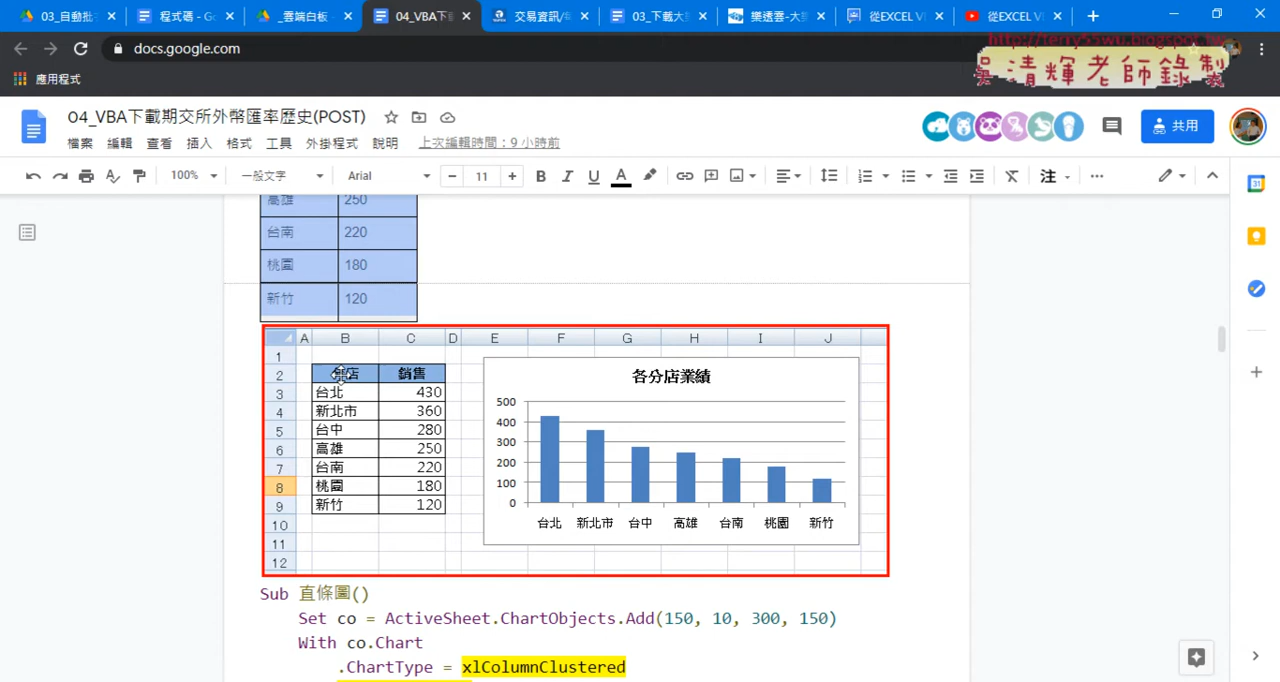 03_自動批
程式碼 - Go
_雲端白板 -
04_VBA下載
交易資訊/
03_下載大
樂透雲-大
從EXCEL V
從EXCEL V
docs.google.com
http://terry55wu.blogspot.tw
吳清輝老師錄製
應用程式
04_VBA下載期交所外幣匯率歷史(POST)
共用
檔案 編輯 查看 插入 格式 工具 外掛程式 說明 上次編輯時間：9 小時前
100% 一般文字 Arial 11 注
高雄 250
台南 220
桃園 180
新竹 120
A B C D E F G H I J
1
2 店 銷售
3 台北 430
4 新北市 360
5 台中 280
6 高雄 250
7 台南 220
8 桃園 180
9 新竹 120
10
11
12
各分店業績
500
400
300
200
100
0
台北 新北市 台中 高雄 台南 桃園 新竹
Sub 直條圖()
Set co = ActiveSheet.ChartObjects.Add(150, 10, 300, 150)
With co.Chart
.ChartType = xlColumnClustered